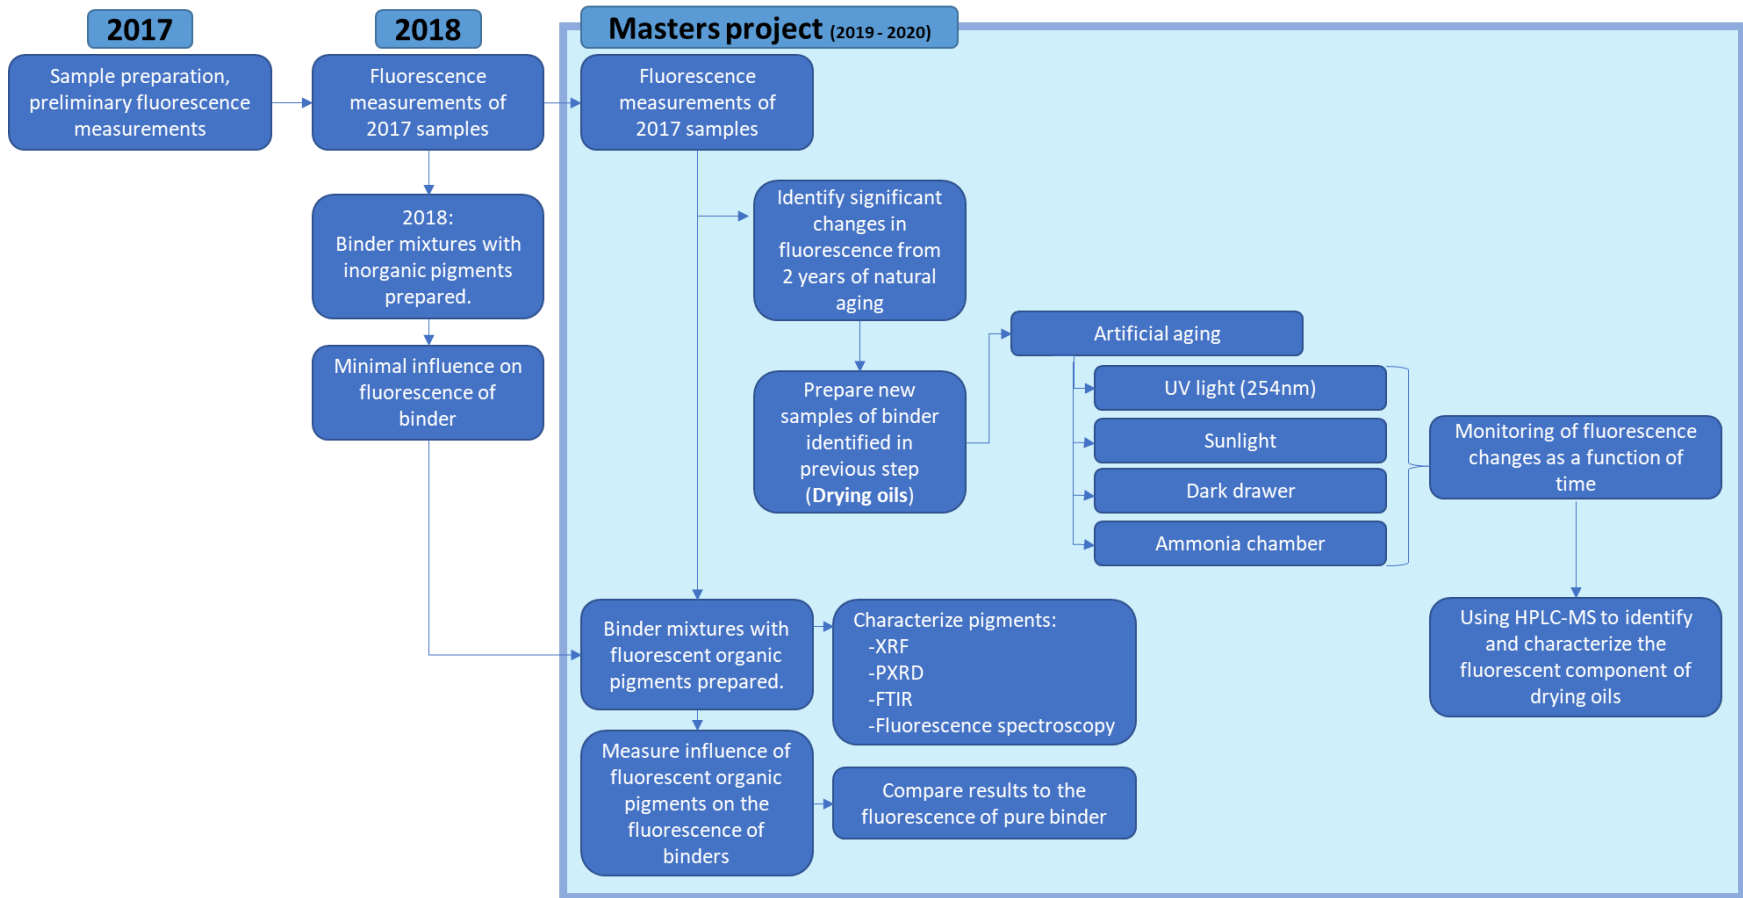 2017
Sample preparation,
preliminary fluorescence
measurements
2018
Fluorescence
measurements of
2017 samples
2018:
Binder mixtures with
inorganic pigments
prepared.
Minimal influence on
fluorescence of
binder
Masters project (2019 - 2020)
Fluorescence
measurements of
2017 samples
Identify significant
changes in
fluorescence from
2 years of natural
aging
Prepare new
samples of binder
identified in
previous step
(Drying oils)
Artificial aging
UV light (254nm)
Sunlight
Dark drawer
Ammonia chamber
Monitoring of fluorescence
changes as a function of
time
Using HPLC-MS to identify
and characterize the
fluorescent component of
drying oils
Binder mixtures with
fluorescent organic
pigments prepared.
Characterize pigments:
-XRF
-PXRD
-FTIR
-Fluorescence spectroscopy
Measure influence of
fluorescent organic
pigments on the
fluorescence of
binders
Compare results to the
fluorescence of pure binder